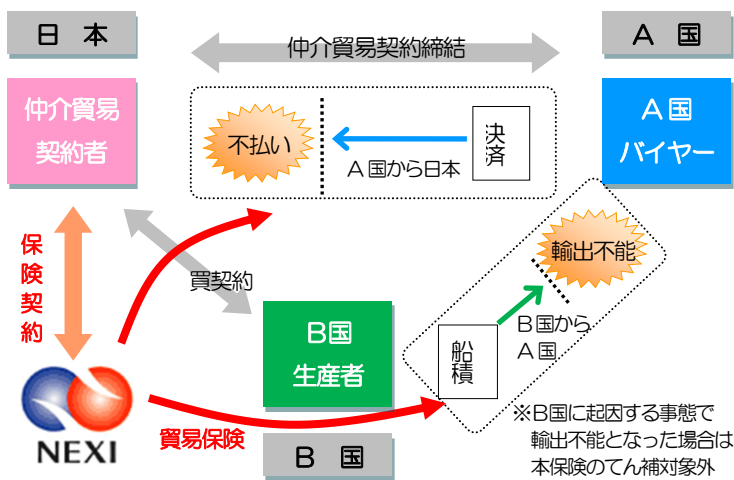 日 本
仲介貿易契約締結
A 国
仲介貿易
契約者
不払い
決済
A国から日本
A国
バイヤー
保険契約
買契約
輸出不能
B国
生産者
船積
B国から
A国
NEXI
貿易保険
B 国
※B国に起因する事態で
輸出不能となった場合は
本保険のてん補対象外